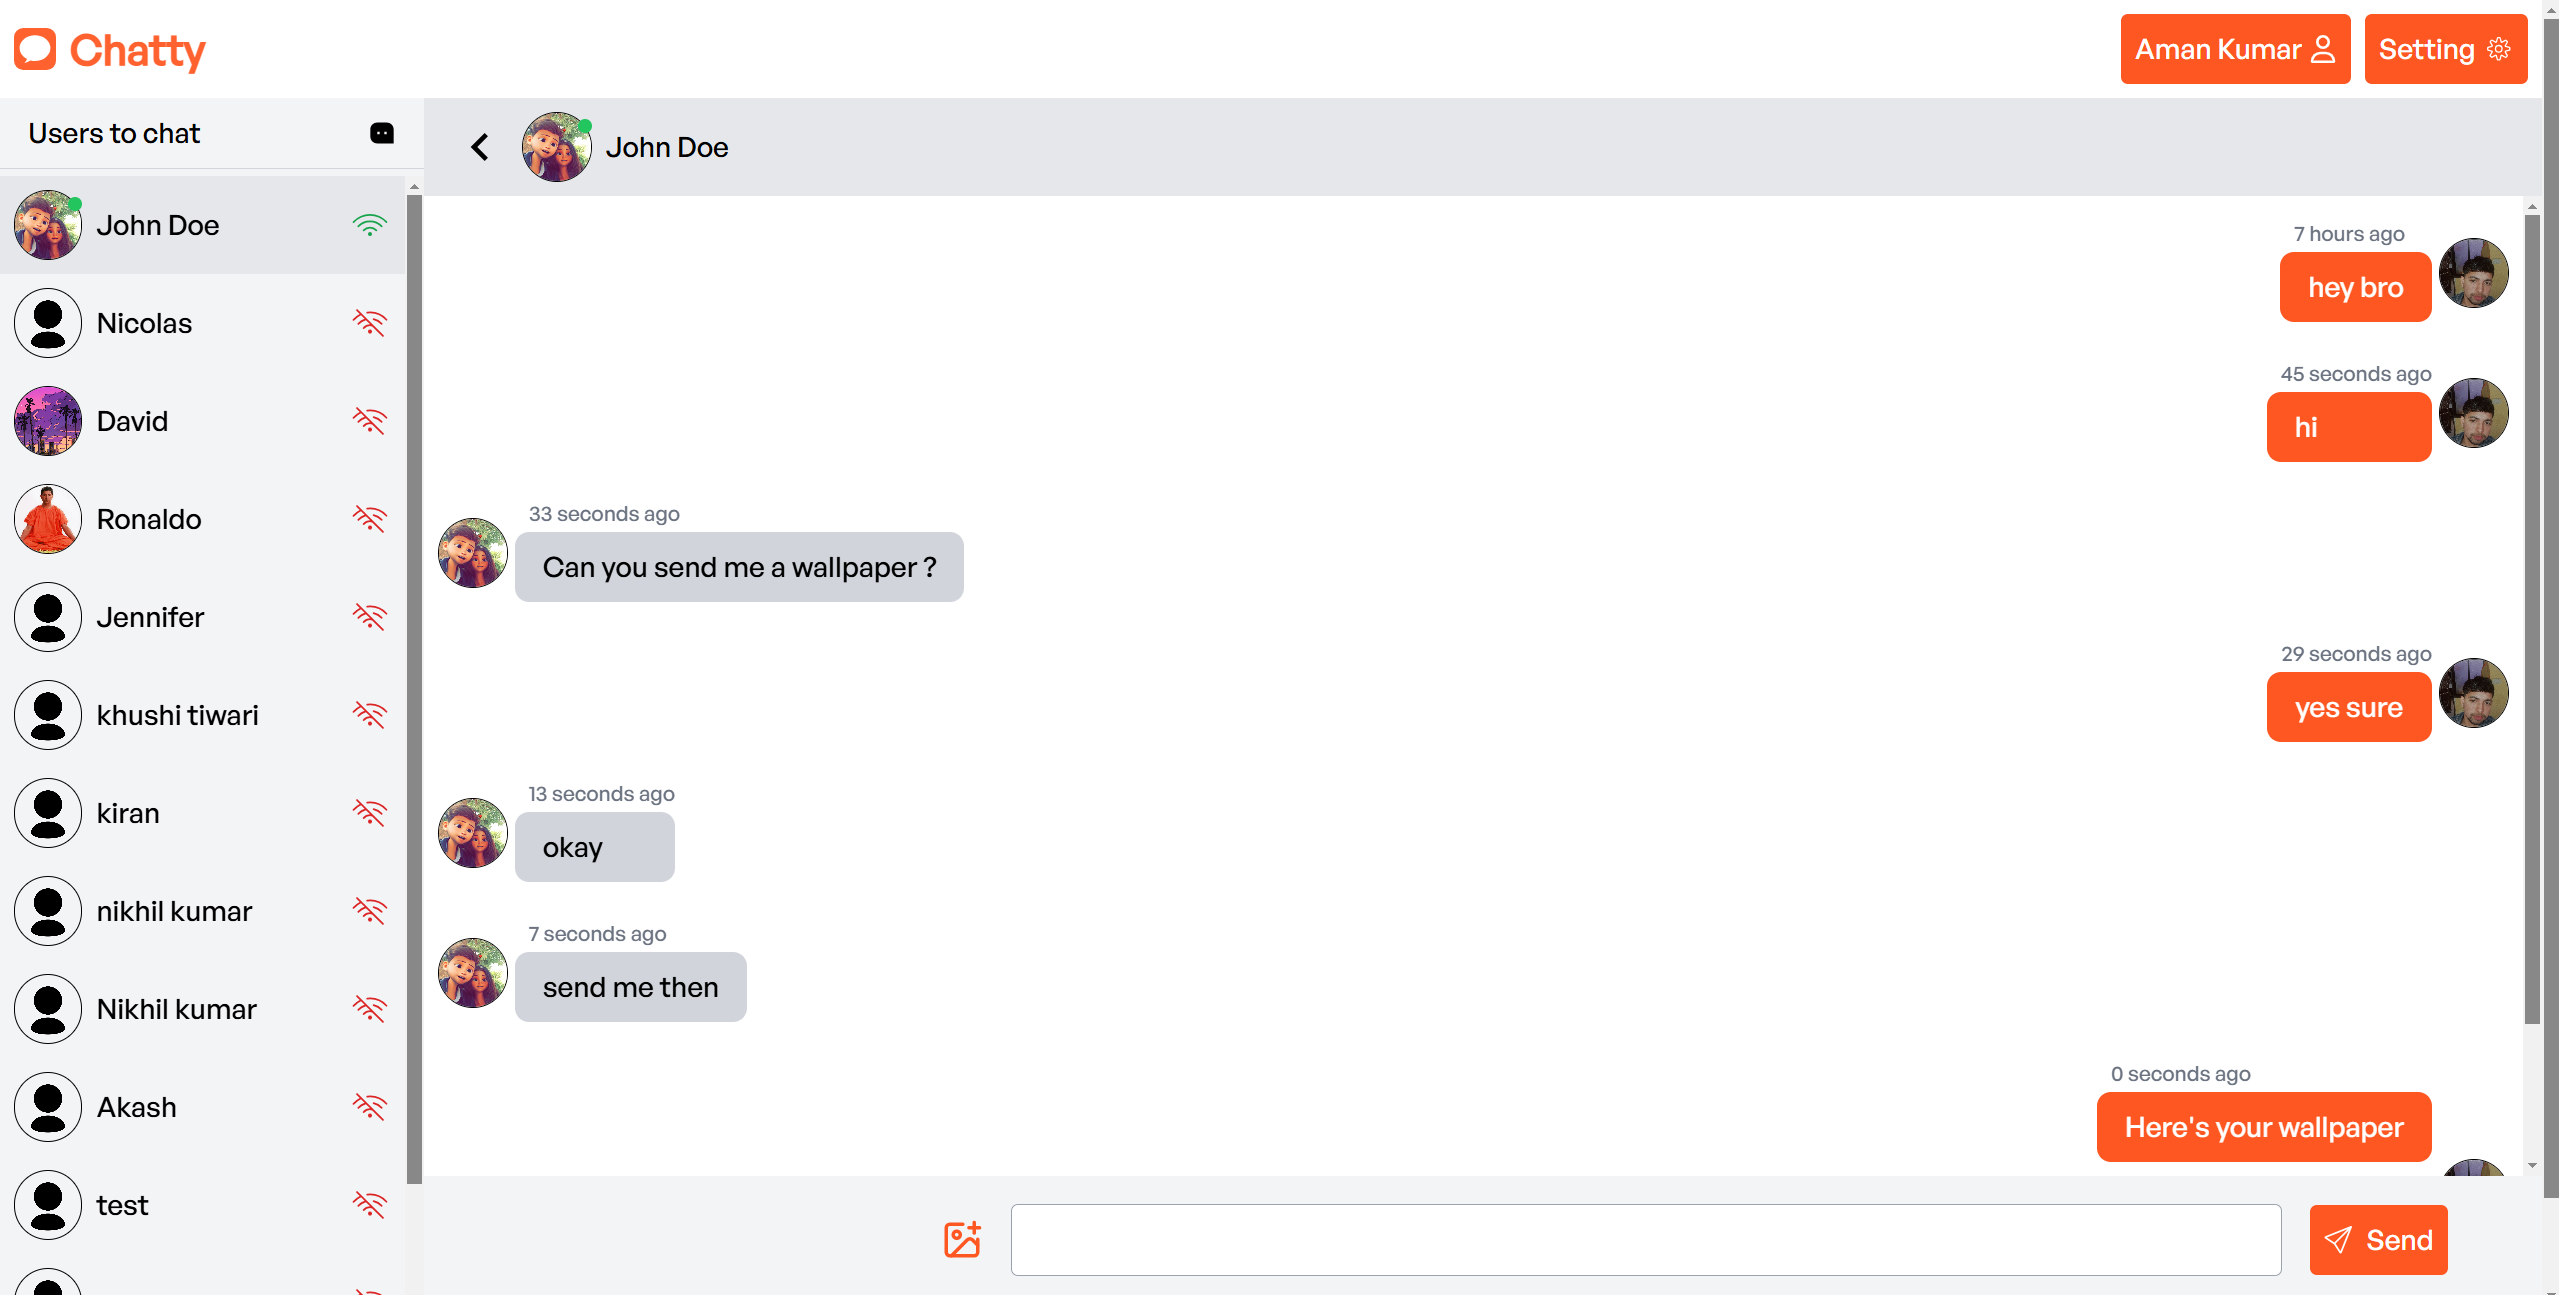 Chatty
Aman Kumar
Setting
Users to chat
John Doe
Nicolas
David
Ronaldo
Jennifer
khushi tiwari
kiran
nikhil kumar
Nikhil kumar
Akash
test
John Doe
7 hours ago
hey bro
45 seconds ago
hi
33 seconds ago
Can you send me a wallpaper ?
29 seconds ago
yes sure
13 seconds ago
okay
7 seconds ago
send me then
0 seconds ago
Here's your wallpaper
Send